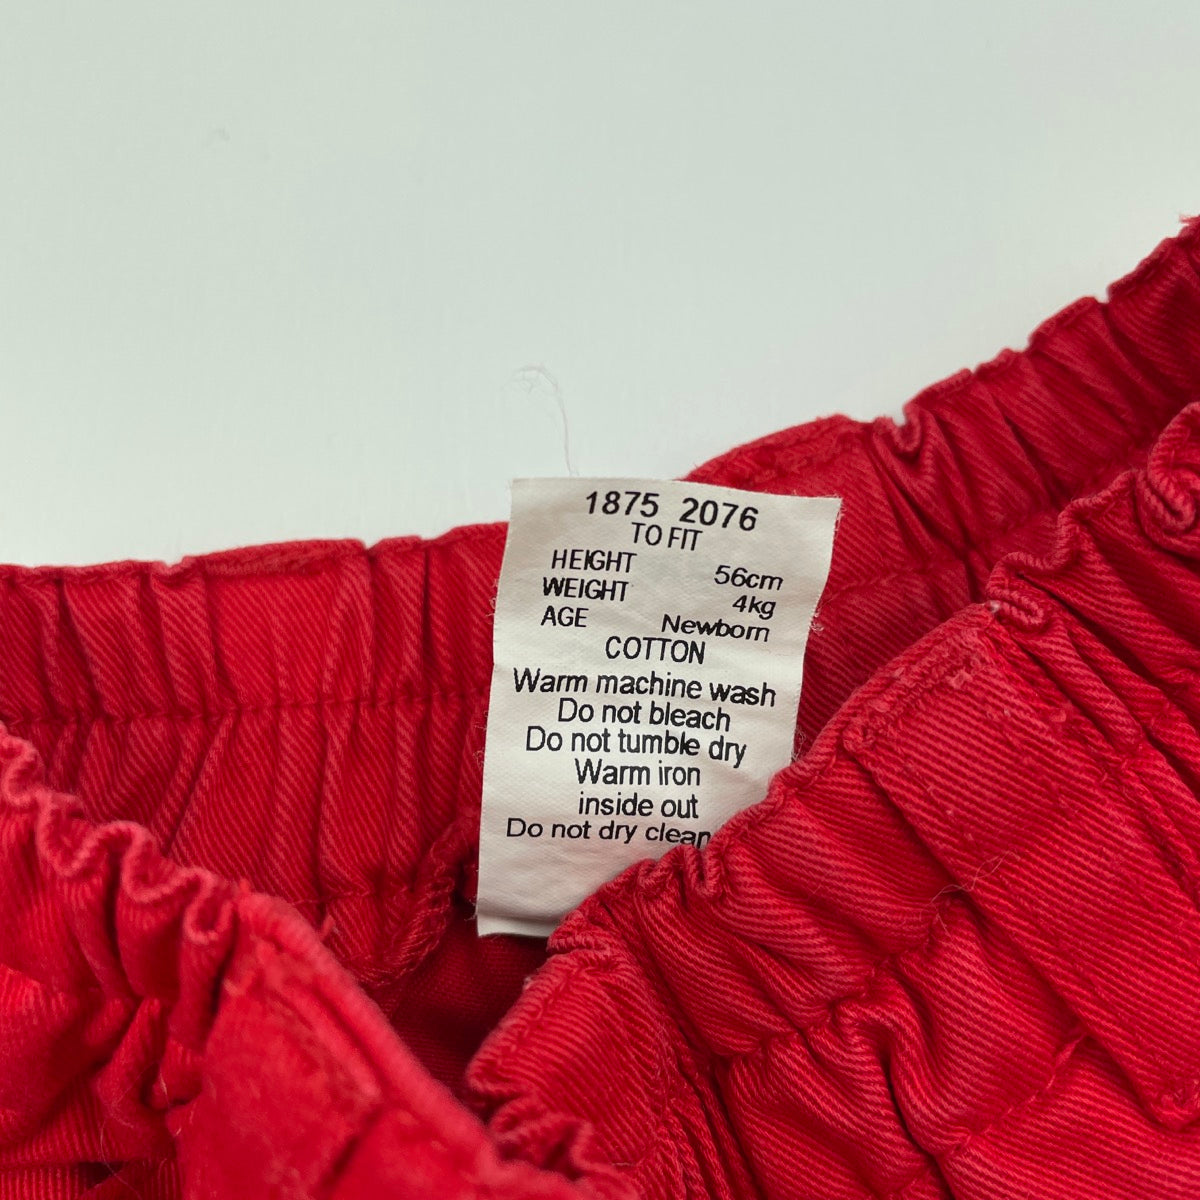 1875 2076
TO FIT
HEIGHT 56cm
WEIGHT 4kg
AGE Newborn
COTTON
Warm machine wash
Do not bleach
Do not tumble dry
Warm iron
inside out
Do not dry clean